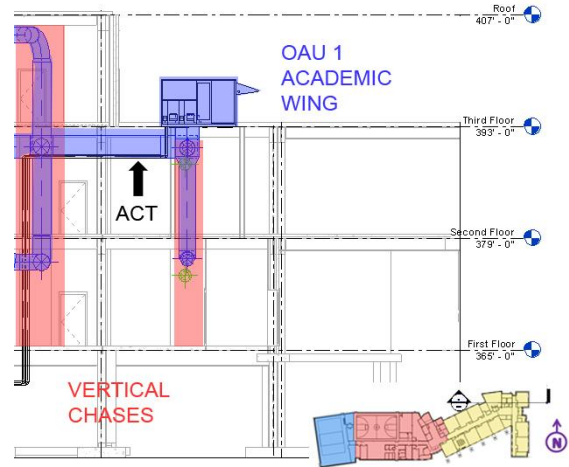 Roof
407' - 0"
OAU 1
ACADEMIC
WING
Third Floor
393' - 0"
ACT
Second Floor
379' - 0"
First Floor
365' - 0"
VERTICAL
CHASES
J
N